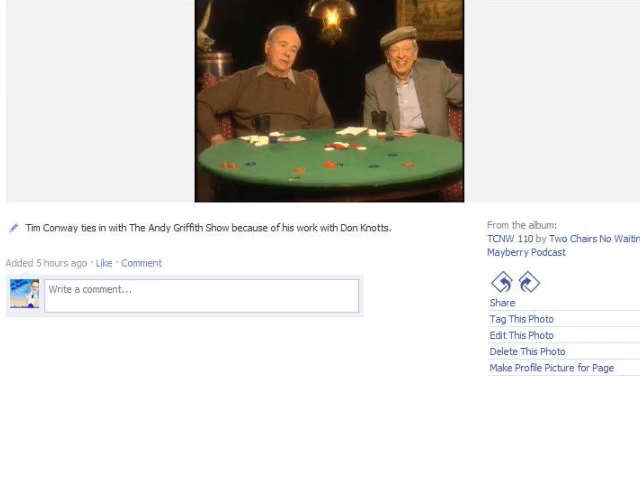 Tim Conway ties in with The Andy Griffith Show because of his work with Don Knotts.
Added 5 hours ago · Like · Comment
Write a comment...
From the album:
TCNW 110 by Two Chairs No Waitin
Mayberry Podcast
Share
Tag This Photo
Edit This Photo
Delete This Photo
Make Profile Picture for Page